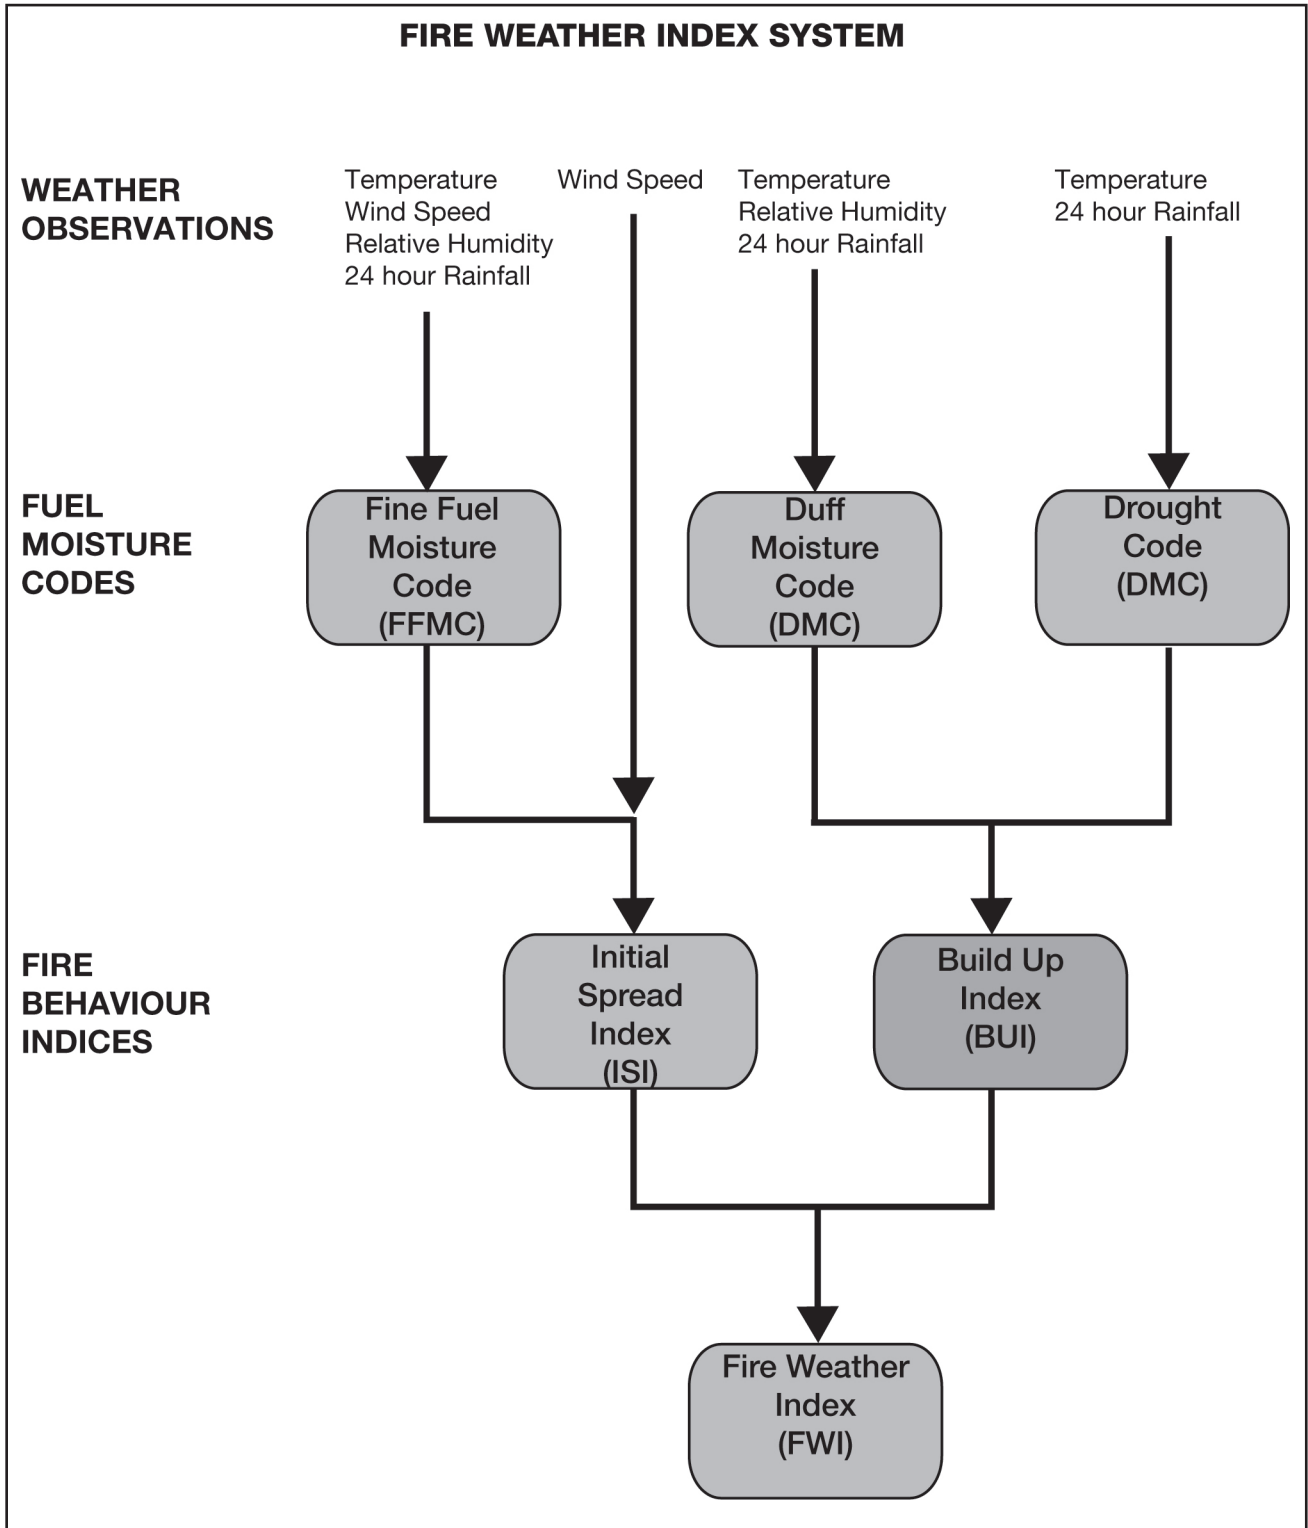 FIRE WEATHER INDEX SYSTEM
WEATHER
OBSERVATIONS
Temperature
Wind Speed
Relative Humidity
24 hour Rainfall
Wind Speed
Temperature
Relative Humidity
24 hour Rainfall
Temperature
24 hour Rainfall
FUEL
MOISTURE
CODES
Fine Fuel
Moisture
Code
(FFMC)
Duff
Moisture
Code
(DMC)
Drought
Code
(DMC)
FIRE
BEHAVIOUR
INDICES
Initial
Spread
Index
(ISI)
Build Up
Index
(BUI)
Fire Weather
Index
(FWI)